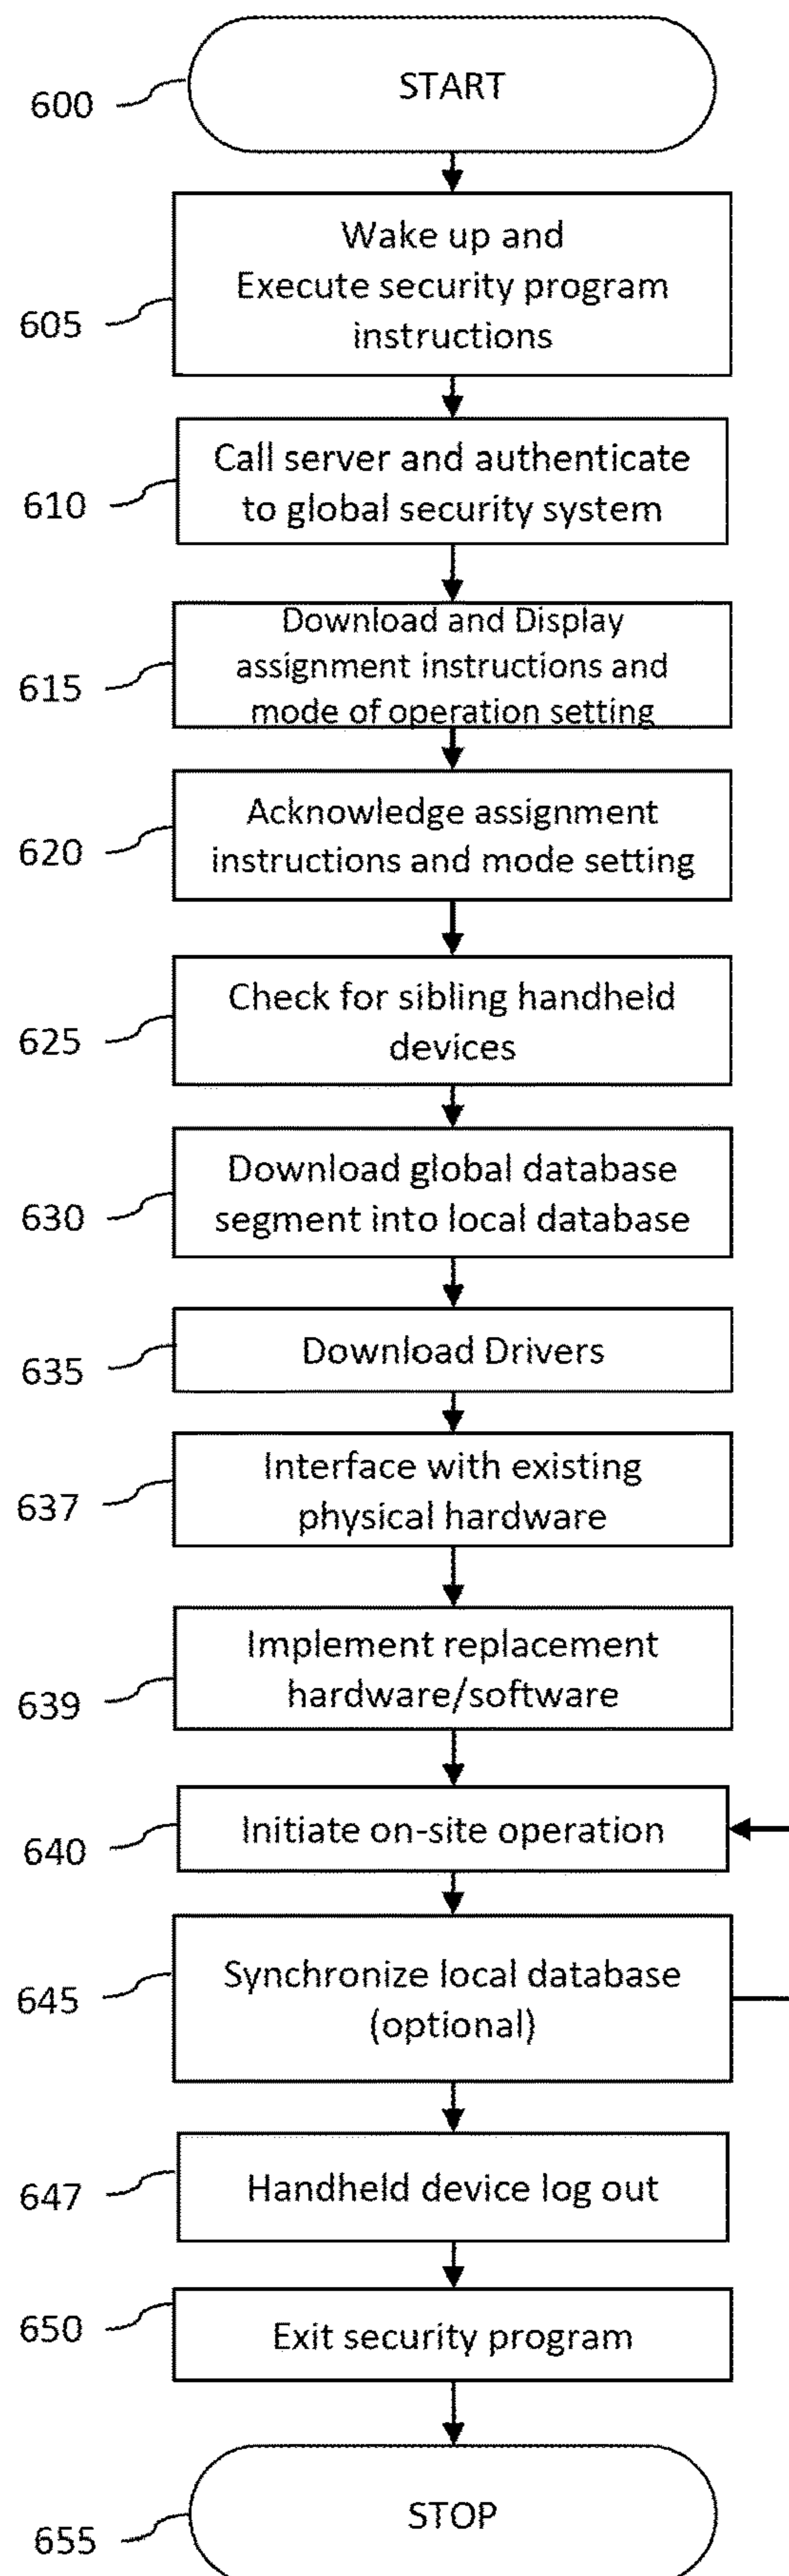 START
600
Wake up and
Execute security program
instructions
605
Call server and authenticate
to global security system
610
Download and Display
assignment instructions and
mode of operation setting
615
Acknowledge assignment
instructions and mode setting
620
Check for sibling handheld
devices
625
Download global database
segment into local database
630
Download Drivers
635
Interface with existing
physical hardware
637
Implement replacement
hardware/software
639
Initiate on-site operation
640
Synchronize local database
(optional)
645
Handheld device log out
647
Exit security program
650
STOP
655